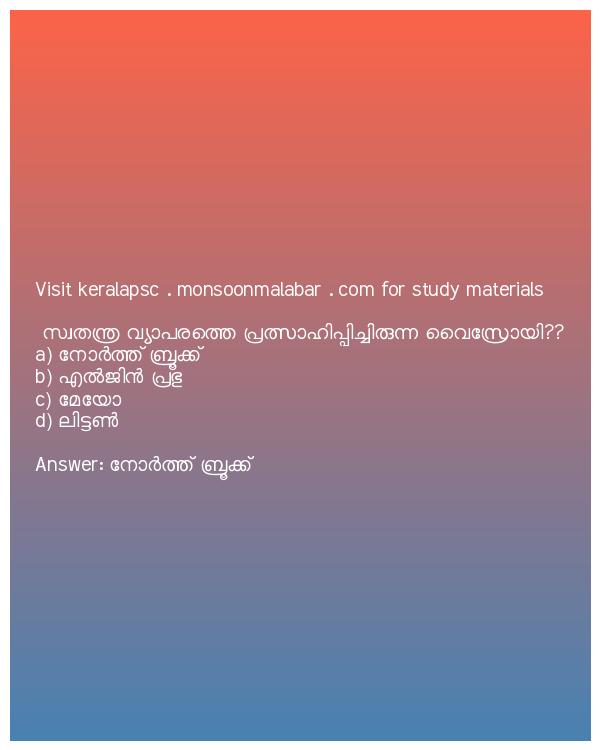 Visit keralapsc . monsoonmalabar . com for study materials
സ്വതന്ത്ര വ്യാപരത്തെ പ്രത്സാഹിപ്പിച്ചിരുന്ന വൈസ്രോയി??
a) നോർത്ത് ബ്രൂക്ക്
b) എൽജിൻ പ്രഭു
c) മേയോ
d) ലിട്ടൺ
Answer: നോർത്ത് ബ്രൂക്ക്